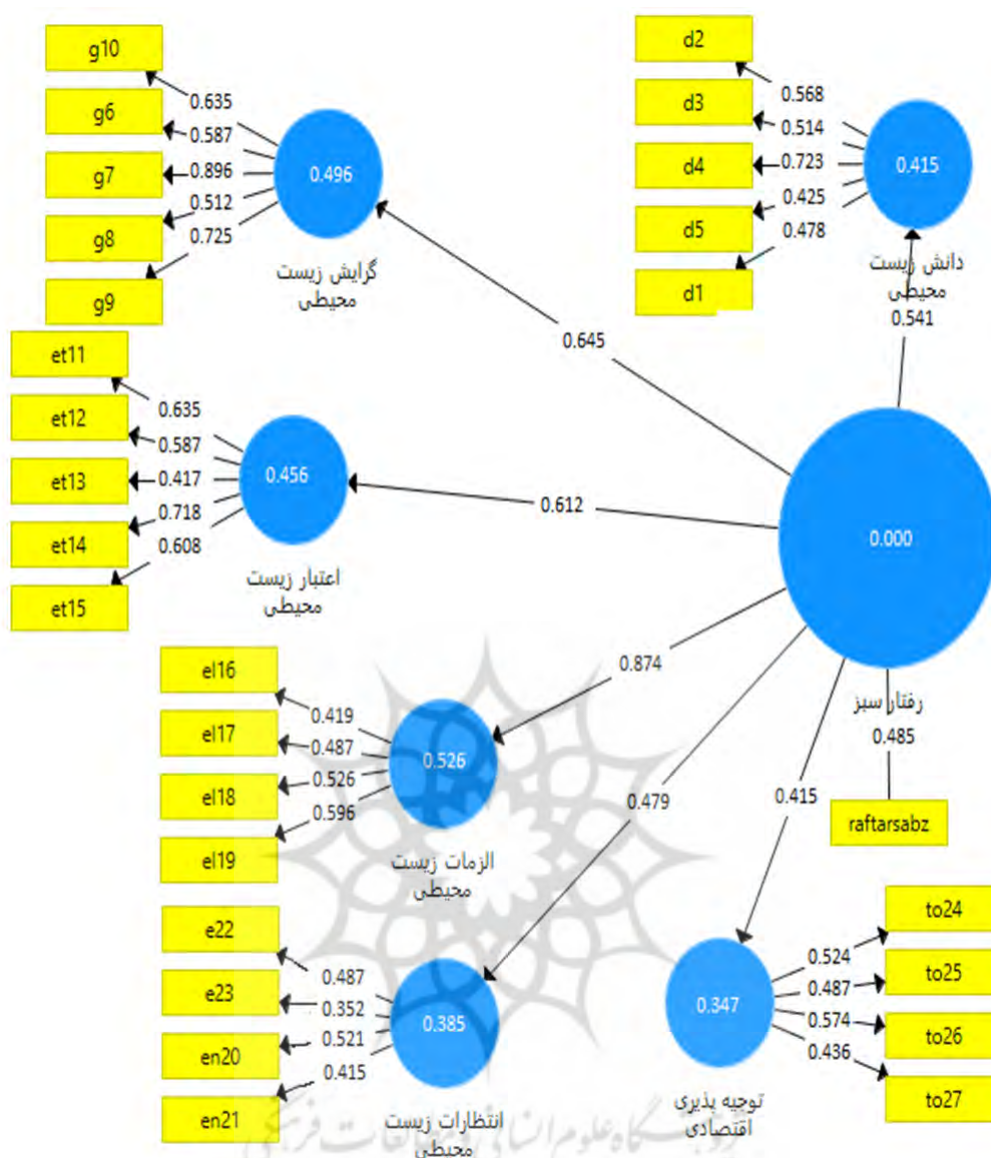 g10
g6
g7
g8
g9
0.635
0.587
0.896
0.512
0.725
0.496
گرایش زیست
محیطی
d2
d3
d4
d5
d1
0.568
0.514
0.723
0.425
0.478
0.415
دانش زیست
محیطی
0.541
0.645
et11
et12
et13
et14
et15
0.635
0.587
0.417
0.718
0.608
0.456
اعتبار زیست
محیطی
0.612
0.000
رفتار سبز
0.485
raftarsabz
0.874
el16
el17
el18
el19
0.419
0.487
0.526
0.596
0.526
الزمات زیست
محیطی
0.479
0.415
e22
e23
en20
en21
0.487
0.352
0.521
0.415
0.385
انتظارات زیست
محیطی
0.347
توجیه پذیری
اقتصادی
to24
to25
to26
to27
0.524
0.487
0.574
0.436
پژوهشگاه علوم انسانی و مطالعات فرهنگی